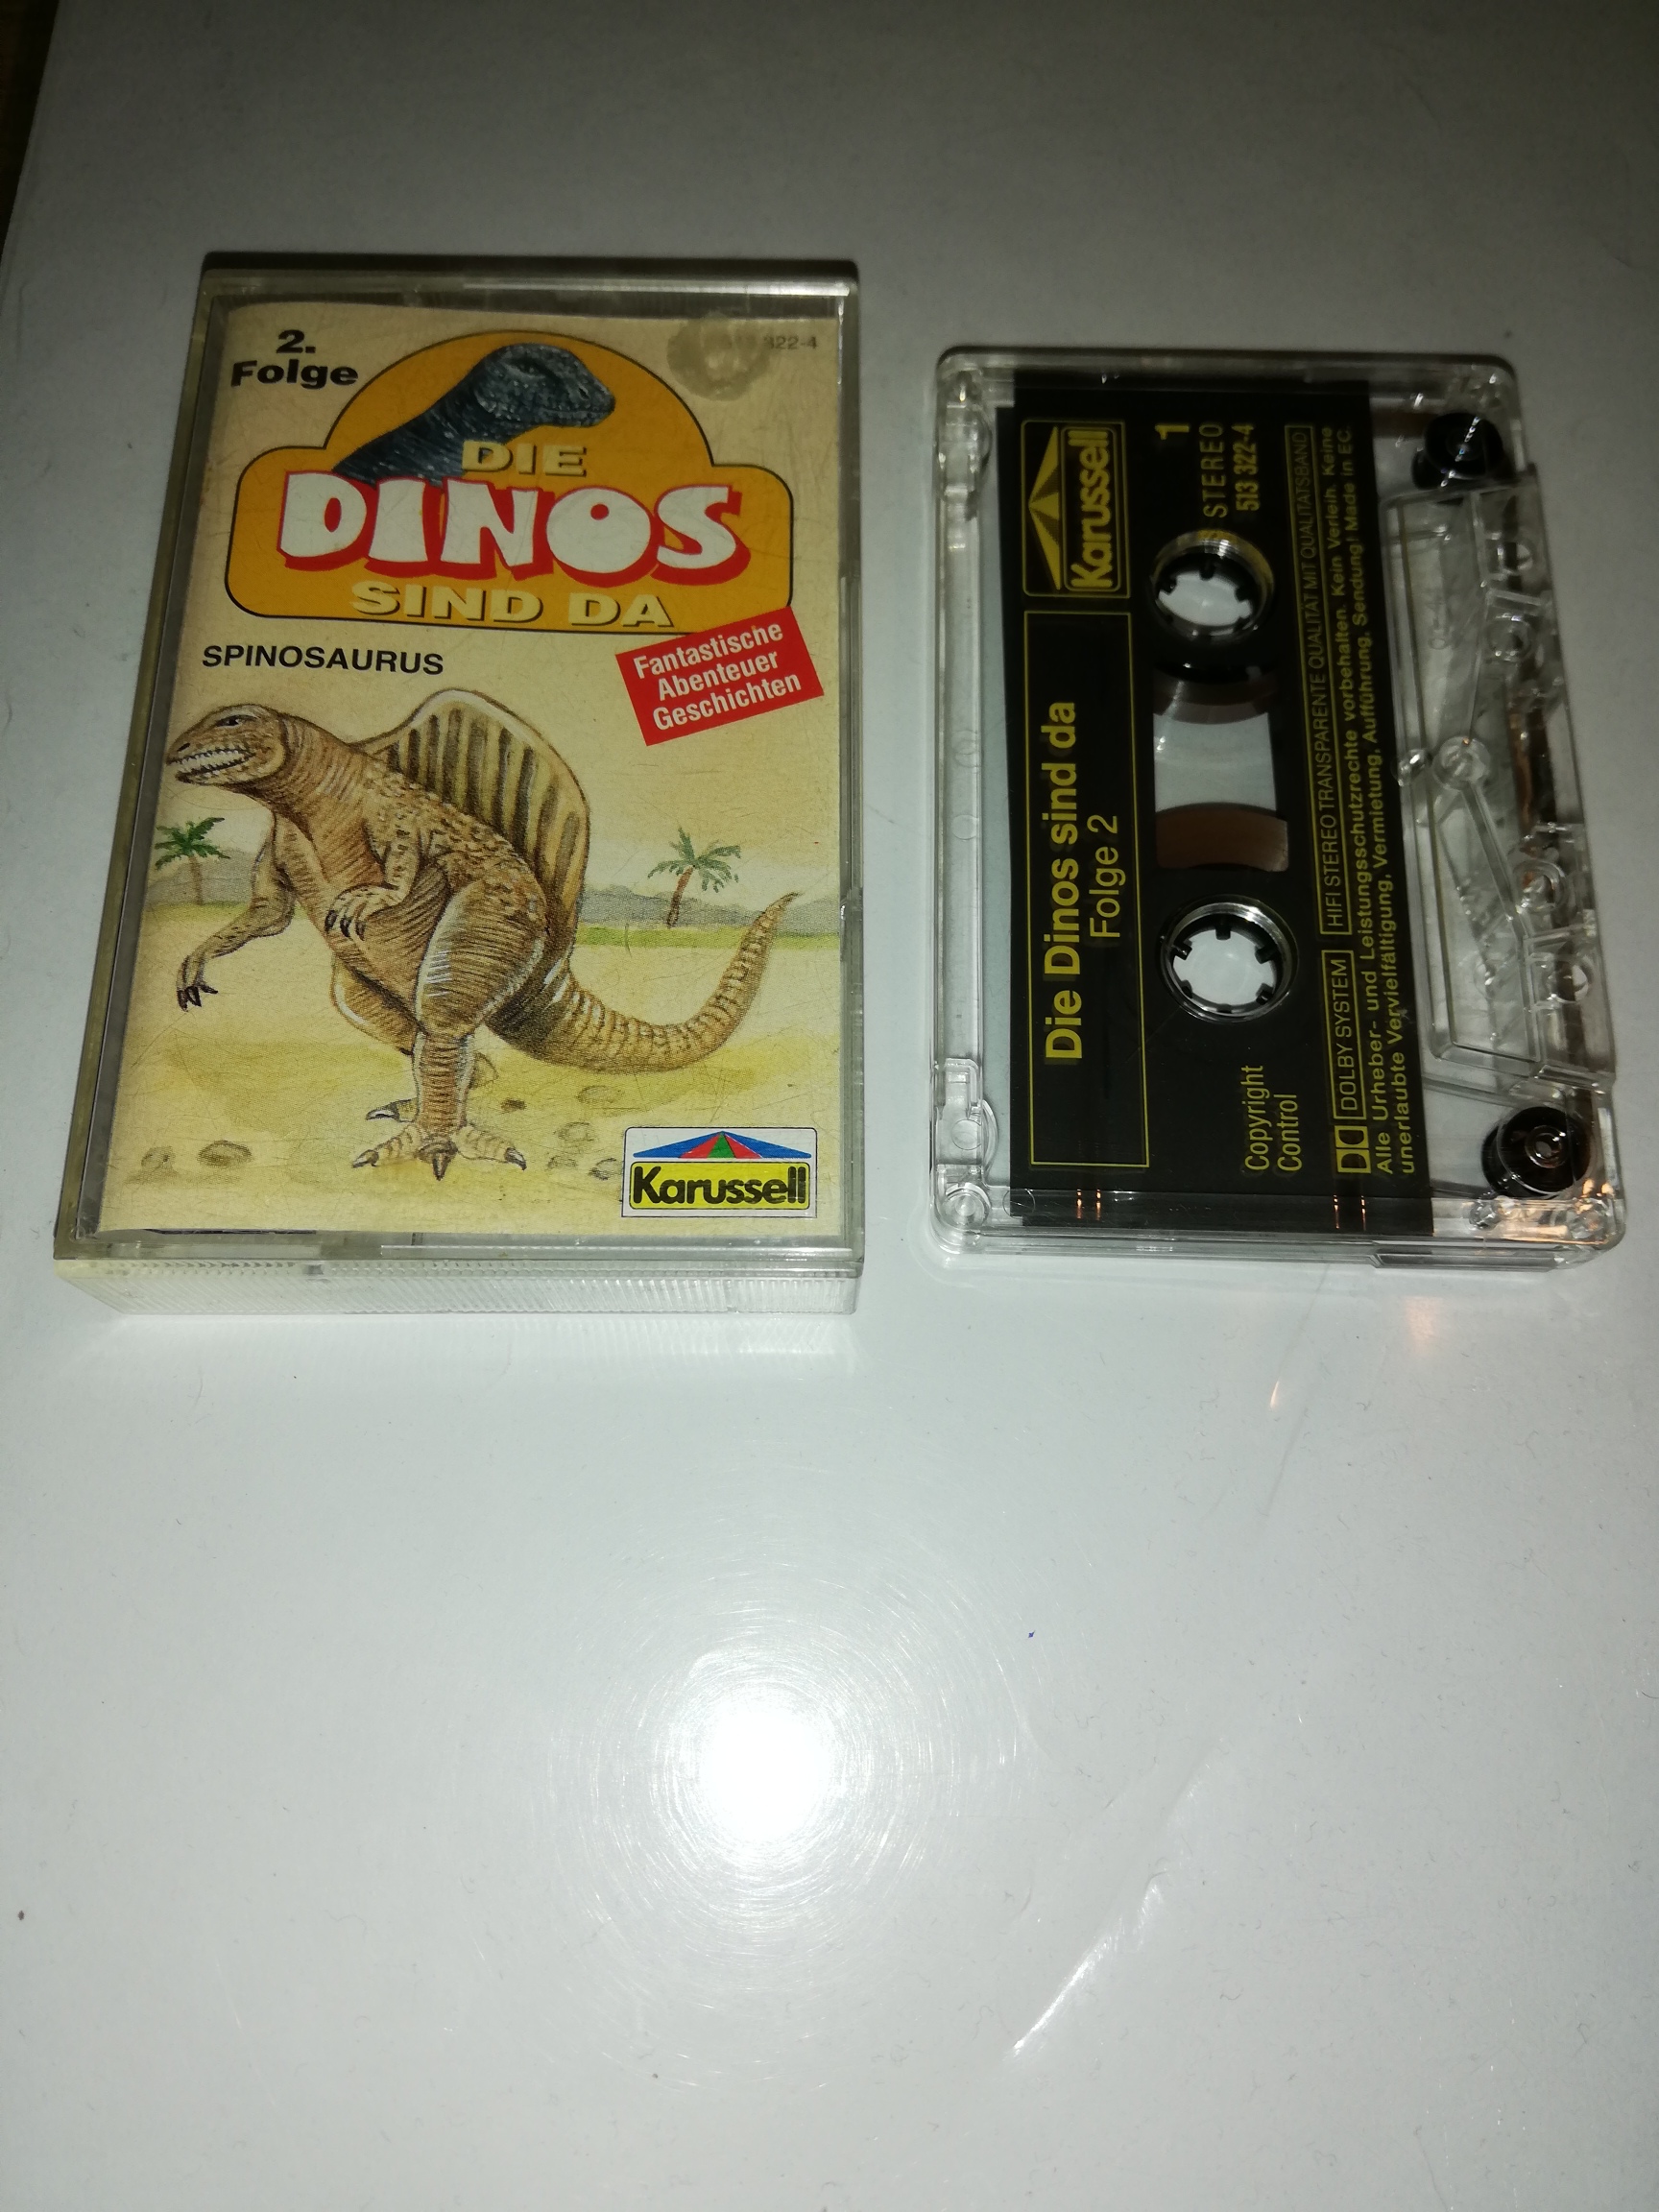 2.
Folge
322-4
DIE
DINOS
SIND DA
SPINOSAURUS
Fantastische
Abenteuer
Geschichten
Karussell
Karussell
Die Dinos sind da
Folge 2
1
STEREO
513 322-4
Copyright
Control
DOLBY SYSTEM
HIFI STEREO TRANSPARENTE QUALITÄT MIT QUALITÄTSBAND
Alle Urheber- und Leistungsschutzrechte vorbehalten. Kein Verleih. Keine
unerlaubte Vervielfältigung, Vermietung, Aufführung, Sendung! Made in EC.